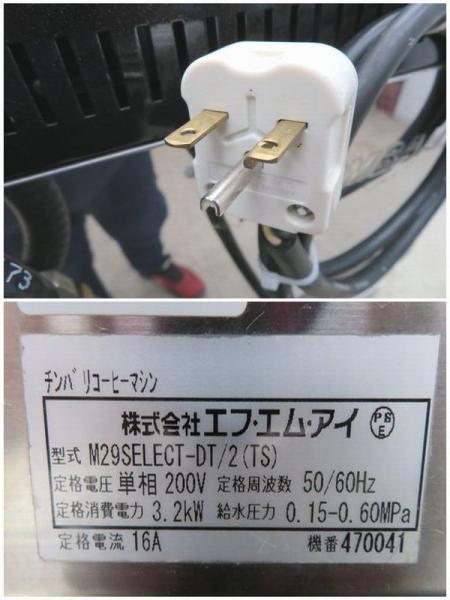 73
チンバリコーヒーマシン
株式会社エフ・エム・アイ
PS
E
型式 M29SELECT-DT/2(TS)
定格電圧 単相 200V 定格周波数 50/60Hz
定格消費電力 3.2kW 給水圧力 0.15-0.60MPa
定格電流 16A 機番 470041